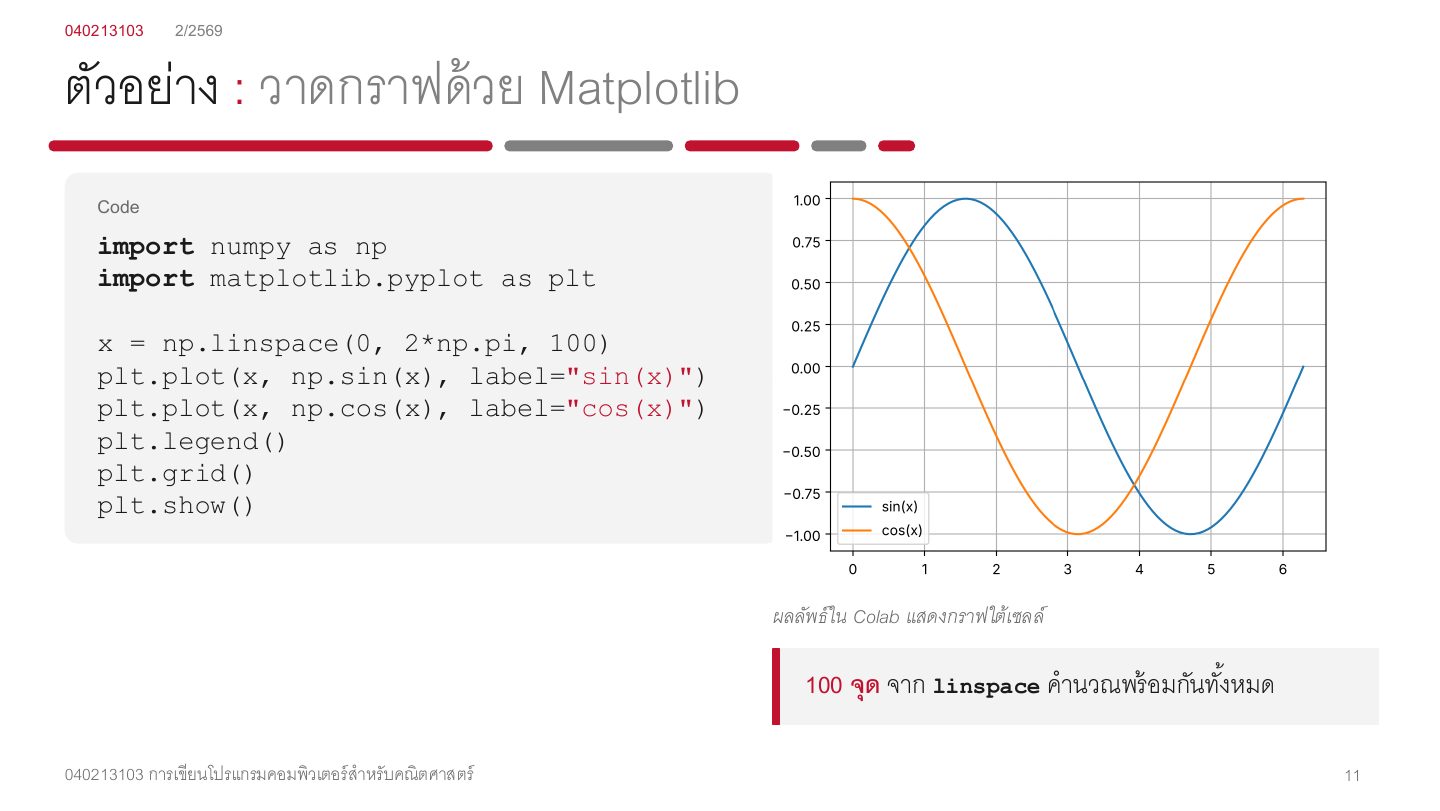 040213103 2/2569
ตัวอย่าง : วาดกราฟด้วย Matplotlib
Code
import numpy as np
import matplotlib.pyplot as plt
x = np.linspace(0, 2*np.pi, 100)
plt.plot(x, np.sin(x), label="sin(x)")
plt.plot(x, np.cos(x), label="cos(x)")
plt.legend()
plt.grid()
plt.show()
1.00
0.75
0.50
0.25
0.00
−0.25
−0.50
−0.75
−1.00
sin(x)
cos(x)
0 1 2 3 4 5 6
ผลลัพธ์ใน Colab แสดงกราฟใต้เซลล์
100 จุด จาก linspace คำนวณพร้อมกันทั้งหมด
040213103 การเขียนโปรแกรมคอมพิวเตอร์สำหรับคณิตศาสตร์ 11